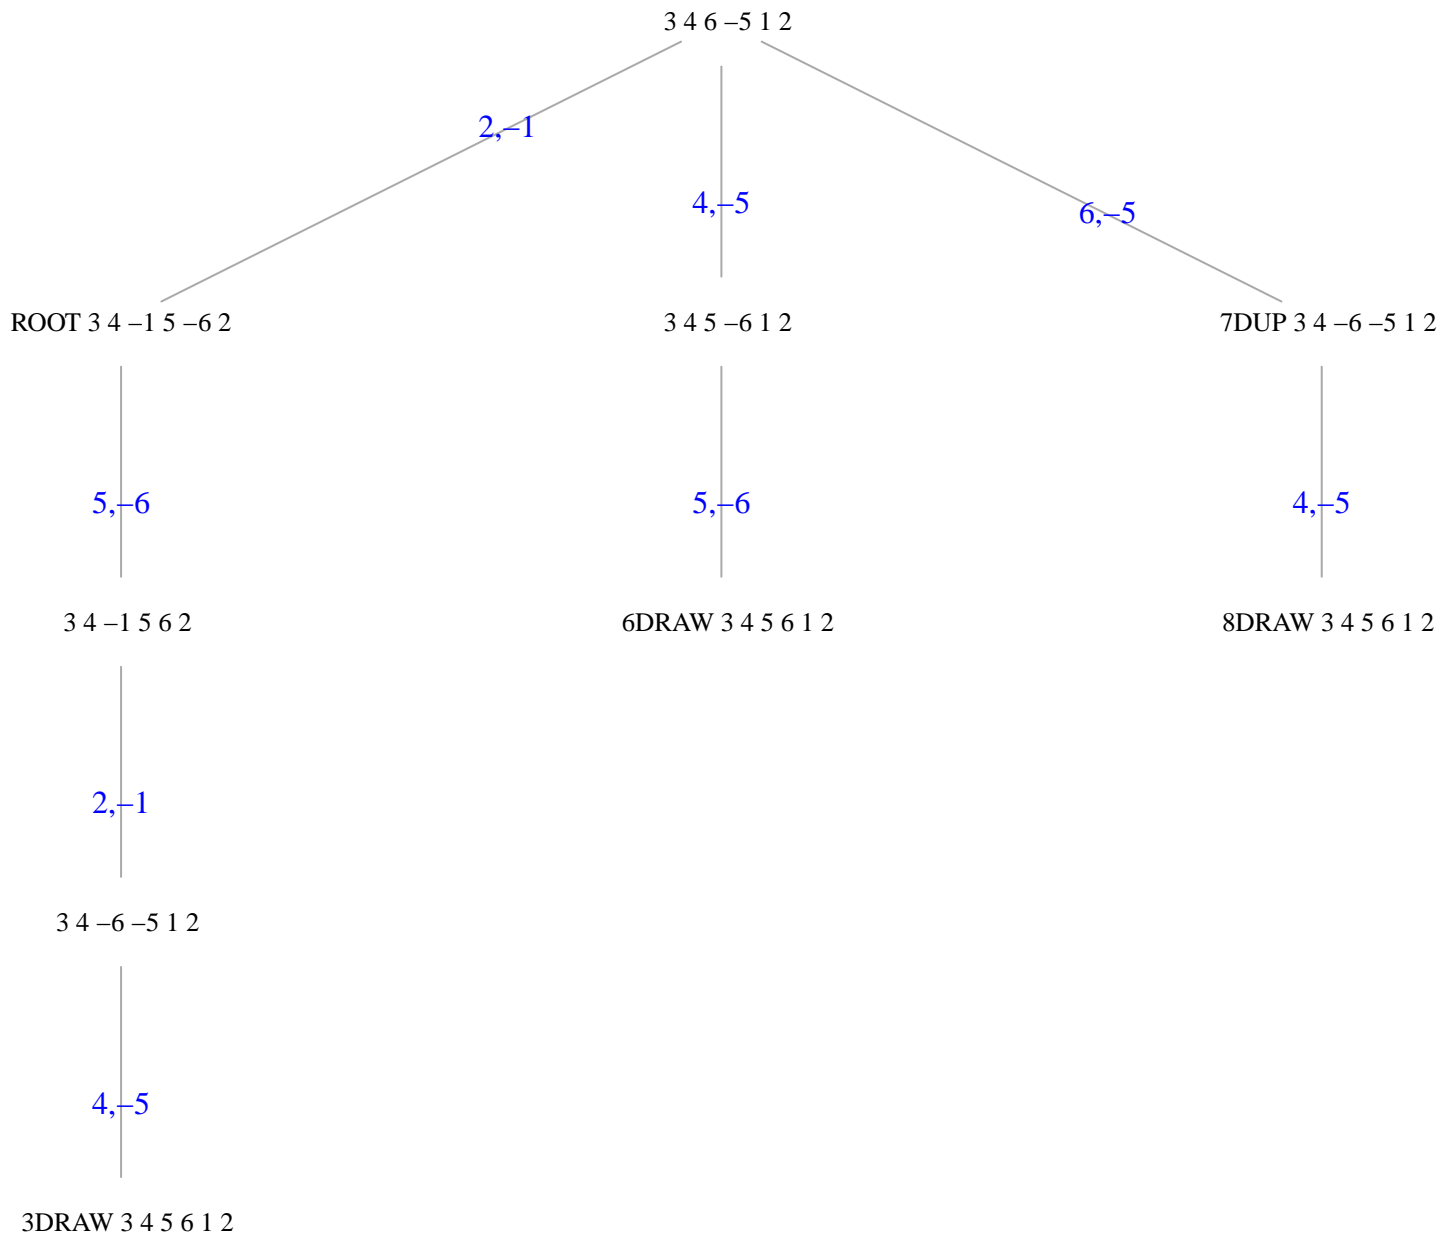 3 4 6 –5 1 2
2,–1
4,–5
6,–5
ROOT 3 4 –1 5 –6 2
3 4 5 –6 1 2
7DUP 3 4 –6 –5 1 2
5,–6
5,–6
4,–5
3 4 –1 5 6 2
6DRAW 3 4 5 6 1 2
8DRAW 3 4 5 6 1 2
2,–1
3 4 –6 –5 1 2
4,–5
3DRAW 3 4 5 6 1 2